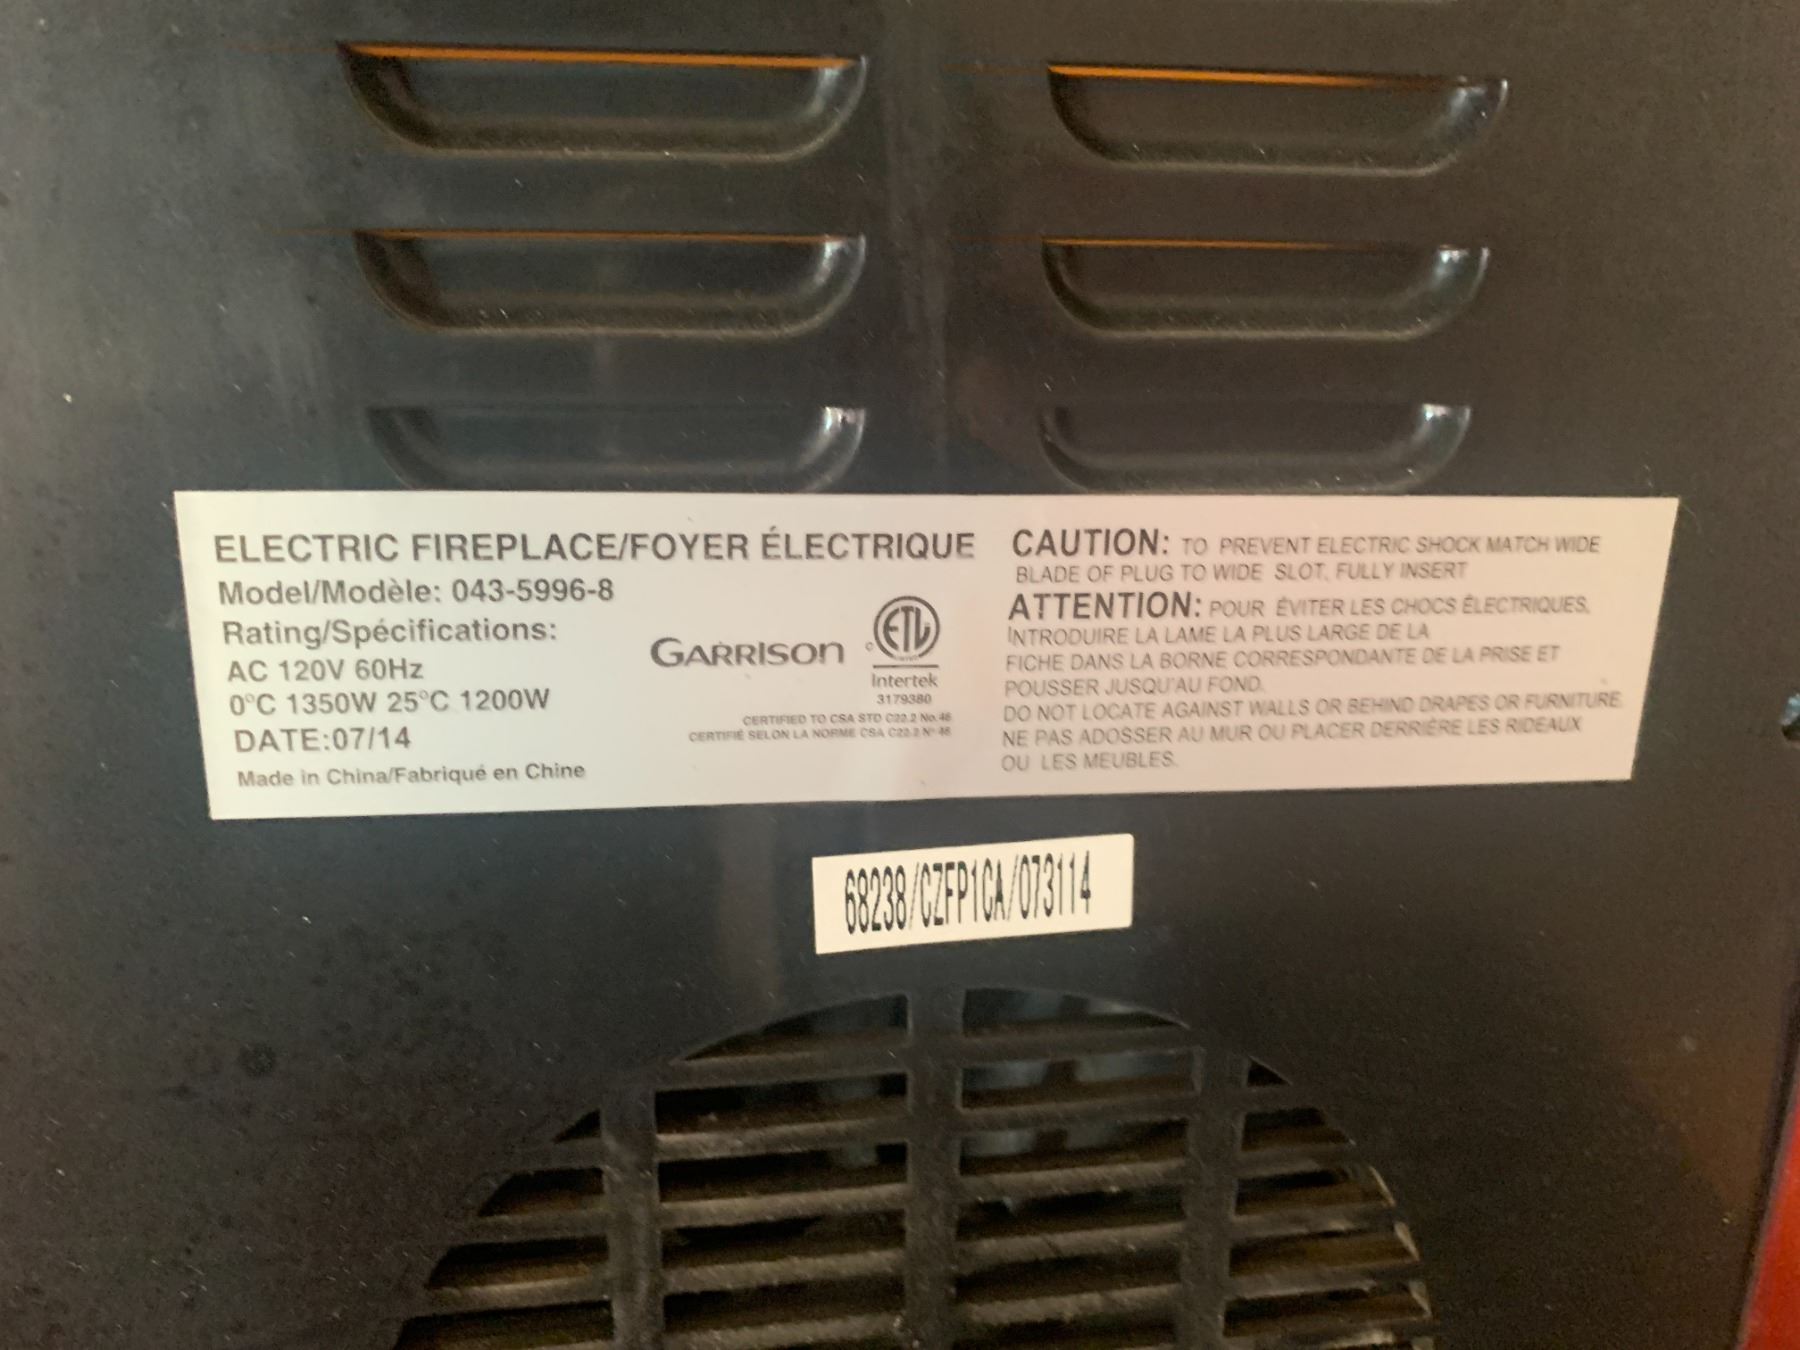 ELECTRIC FIREPLACE/FOYER ÉLECTRIQUE
Model/Modèle: 043-5996-8
Rating/Spécifications:
AC 120V 60Hz
0°C 1350W 25°C 1200W
DATE:07/14
Made in China/Fabriqué en Chine
GARRISON
ETL
Intertek
3179380
CERTIFIED TO CSA STD C22.2 No.46
CERTIFIÉ SELON LA NORME CSA C22.2 N° 46
CAUTION: TO PREVENT ELECTRIC SHOCK MATCH WIDE
BLADE OF PLUG TO WIDE SLOT, FULLY INSERT
ATTENTION: POUR ÉVITER LES CHOCS ÉLECTRIQUES,
INTRODUIRE LA LAME LA PLUS LARGE DE LA
FICHE DANS LA BORNE CORRESPONDANTE DE LA PRISE ET
POUSSER JUSQU'AU FOND.
DO NOT LOCATE AGAINST WALLS OR BEHIND DRAPES OR FURNITURE.
NE PAS ADOSSER AU MUR OU PLACER DERRIÈRE LES RIDEAUX
OU LES MEUBLES.
68238/CZFP1CA/073114